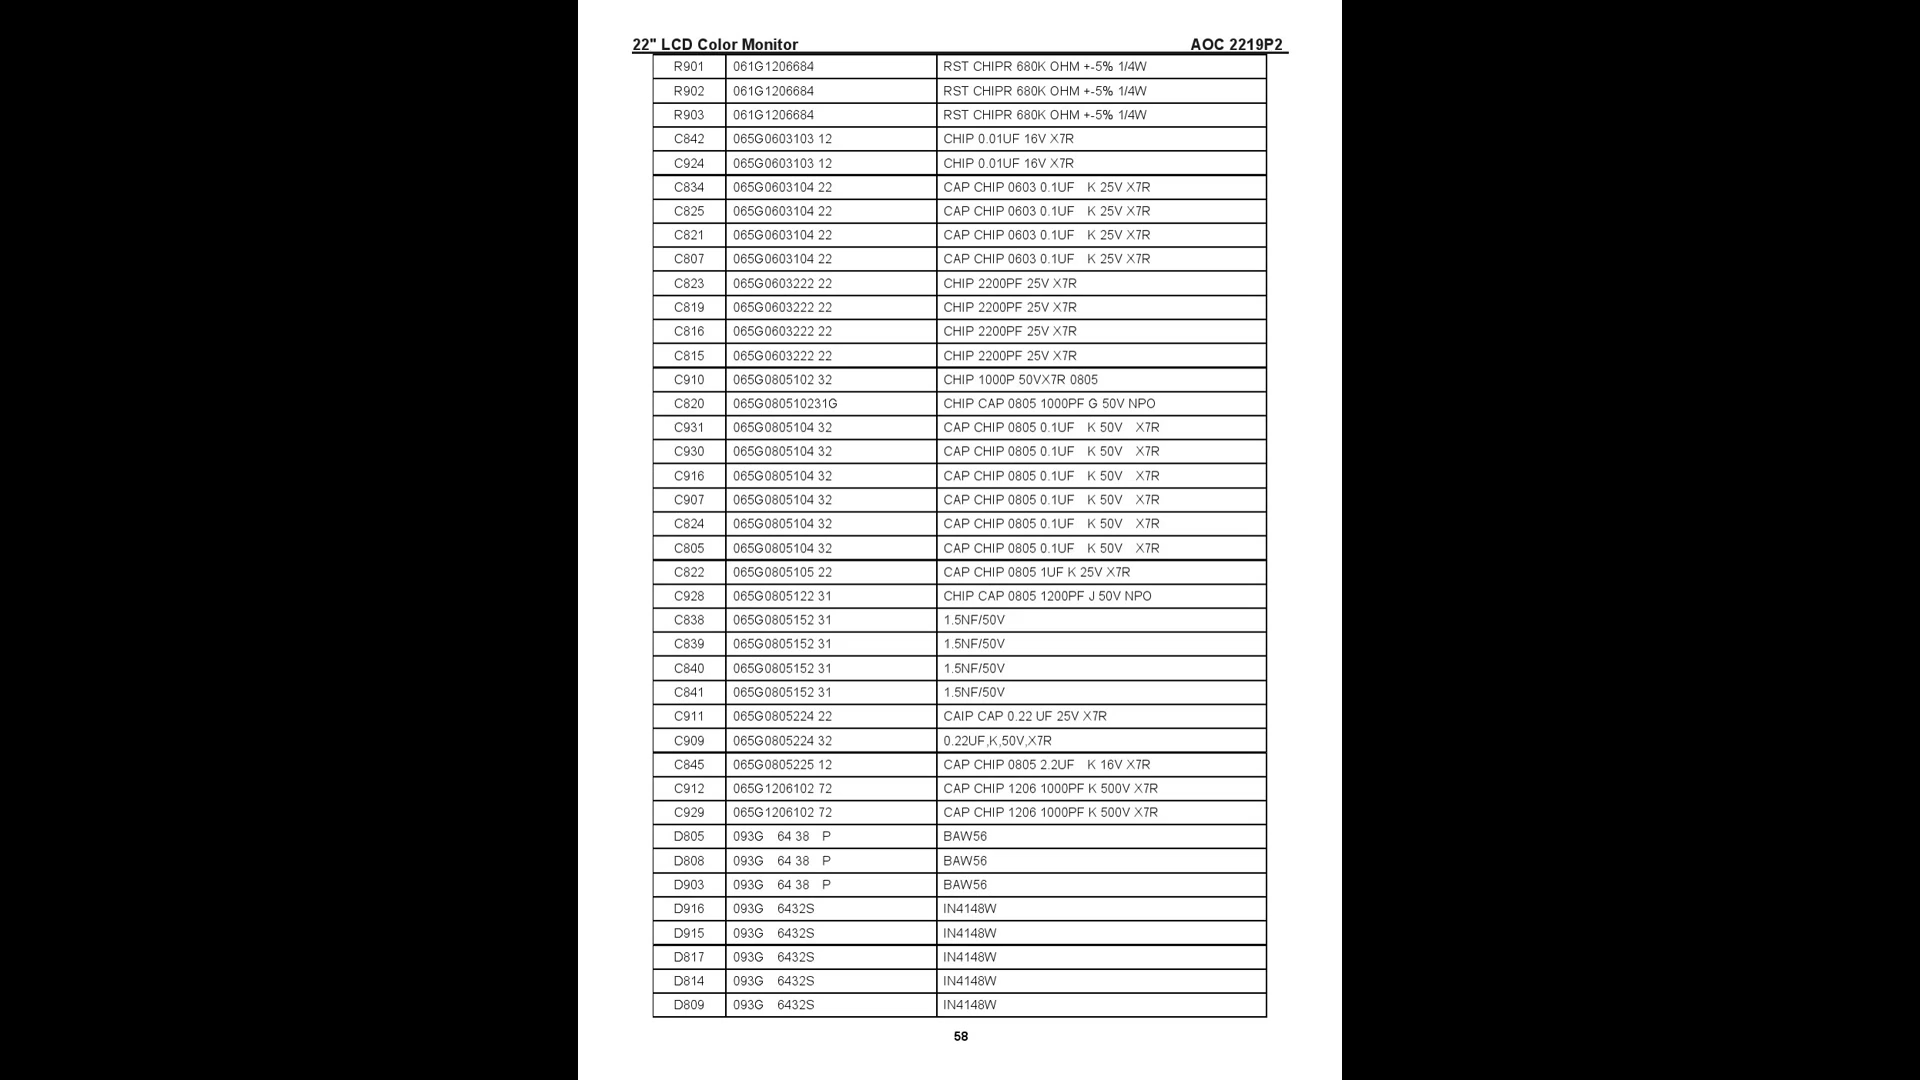 22" LCD Color Monitor AOC 2219P2
R901 061G1206684 RST CHIPR 680K OHM +-5% 1/4W
R902 061G1206684 RST CHIPR 680K OHM +-5% 1/4W
R903 061G1206684 RST CHIPR 680K OHM +-5% 1/4W
C842 065G0603103 12 CHIP 0.01UF 16V X7R
C924 065G0603103 12 CHIP 0.01UF 16V X7R
C834 065G0603104 22 CAP CHIP 0603 0.1UF K 25V X7R
C825 065G0603104 22 CAP CHIP 0603 0.1UF K 25V X7R
C821 065G0603104 22 CAP CHIP 0603 0.1UF K 25V X7R
C807 065G0603104 22 CAP CHIP 0603 0.1UF K 25V X7R
C823 065G0603222 22 CHIP 2200PF 25V X7R
C819 065G0603222 22 CHIP 2200PF 25V X7R
C816 065G0603222 22 CHIP 2200PF 25V X7R
C815 065G0603222 22 CHIP 2200PF 25V X7R
C910 065G0805102 32 CHIP 1000P 50VX7R 0805
C820 065G080510231G CHIP CAP 0805 1000PF G 50V NPO
C931 065G0805104 32 CAP CHIP 0805 0.1UF K 50V X7R
C930 065G0805104 32 CAP CHIP 0805 0.1UF K 50V X7R
C916 065G0805104 32 CAP CHIP 0805 0.1UF K 50V X7R
C907 065G0805104 32 CAP CHIP 0805 0.1UF K 50V X7R
C824 065G0805104 32 CAP CHIP 0805 0.1UF K 50V X7R
C805 065G0805104 32 CAP CHIP 0805 0.1UF K 50V X7R
C822 065G0805105 22 CAP CHIP 0805 1UF K 25V X7R
C928 065G0805122 31 CHIP CAP 0805 1200PF J 50V NPO
C838 065G0805152 31 1.5NF/50V
C839 065G0805152 31 1.5NF/50V
C840 065G0805152 31 1.5NF/50V
C841 065G0805152 31 1.5NF/50V
C911 065G0805224 22 CAIP CAP 0.22 UF 25V X7R
C909 065G0805224 32 0.22UF,K,50V,X7R
C845 065G0805225 12 CAP CHIP 0805 2.2UF K 16V X7R
C912 065G1206102 72 CAP CHIP 1206 1000PF K 500V X7R
C929 065G1206102 72 CAP CHIP 1206 1000PF K 500V X7R
D805 093G 64 38 P BAW56
D808 093G 64 38 P BAW56
D903 093G 64 38 P BAW56
D916 093G 6432S IN4148W
D915 093G 6432S IN4148W
D817 093G 6432S IN4148W
D814 093G 6432S IN4148W
D809 093G 6432S IN4148W
58